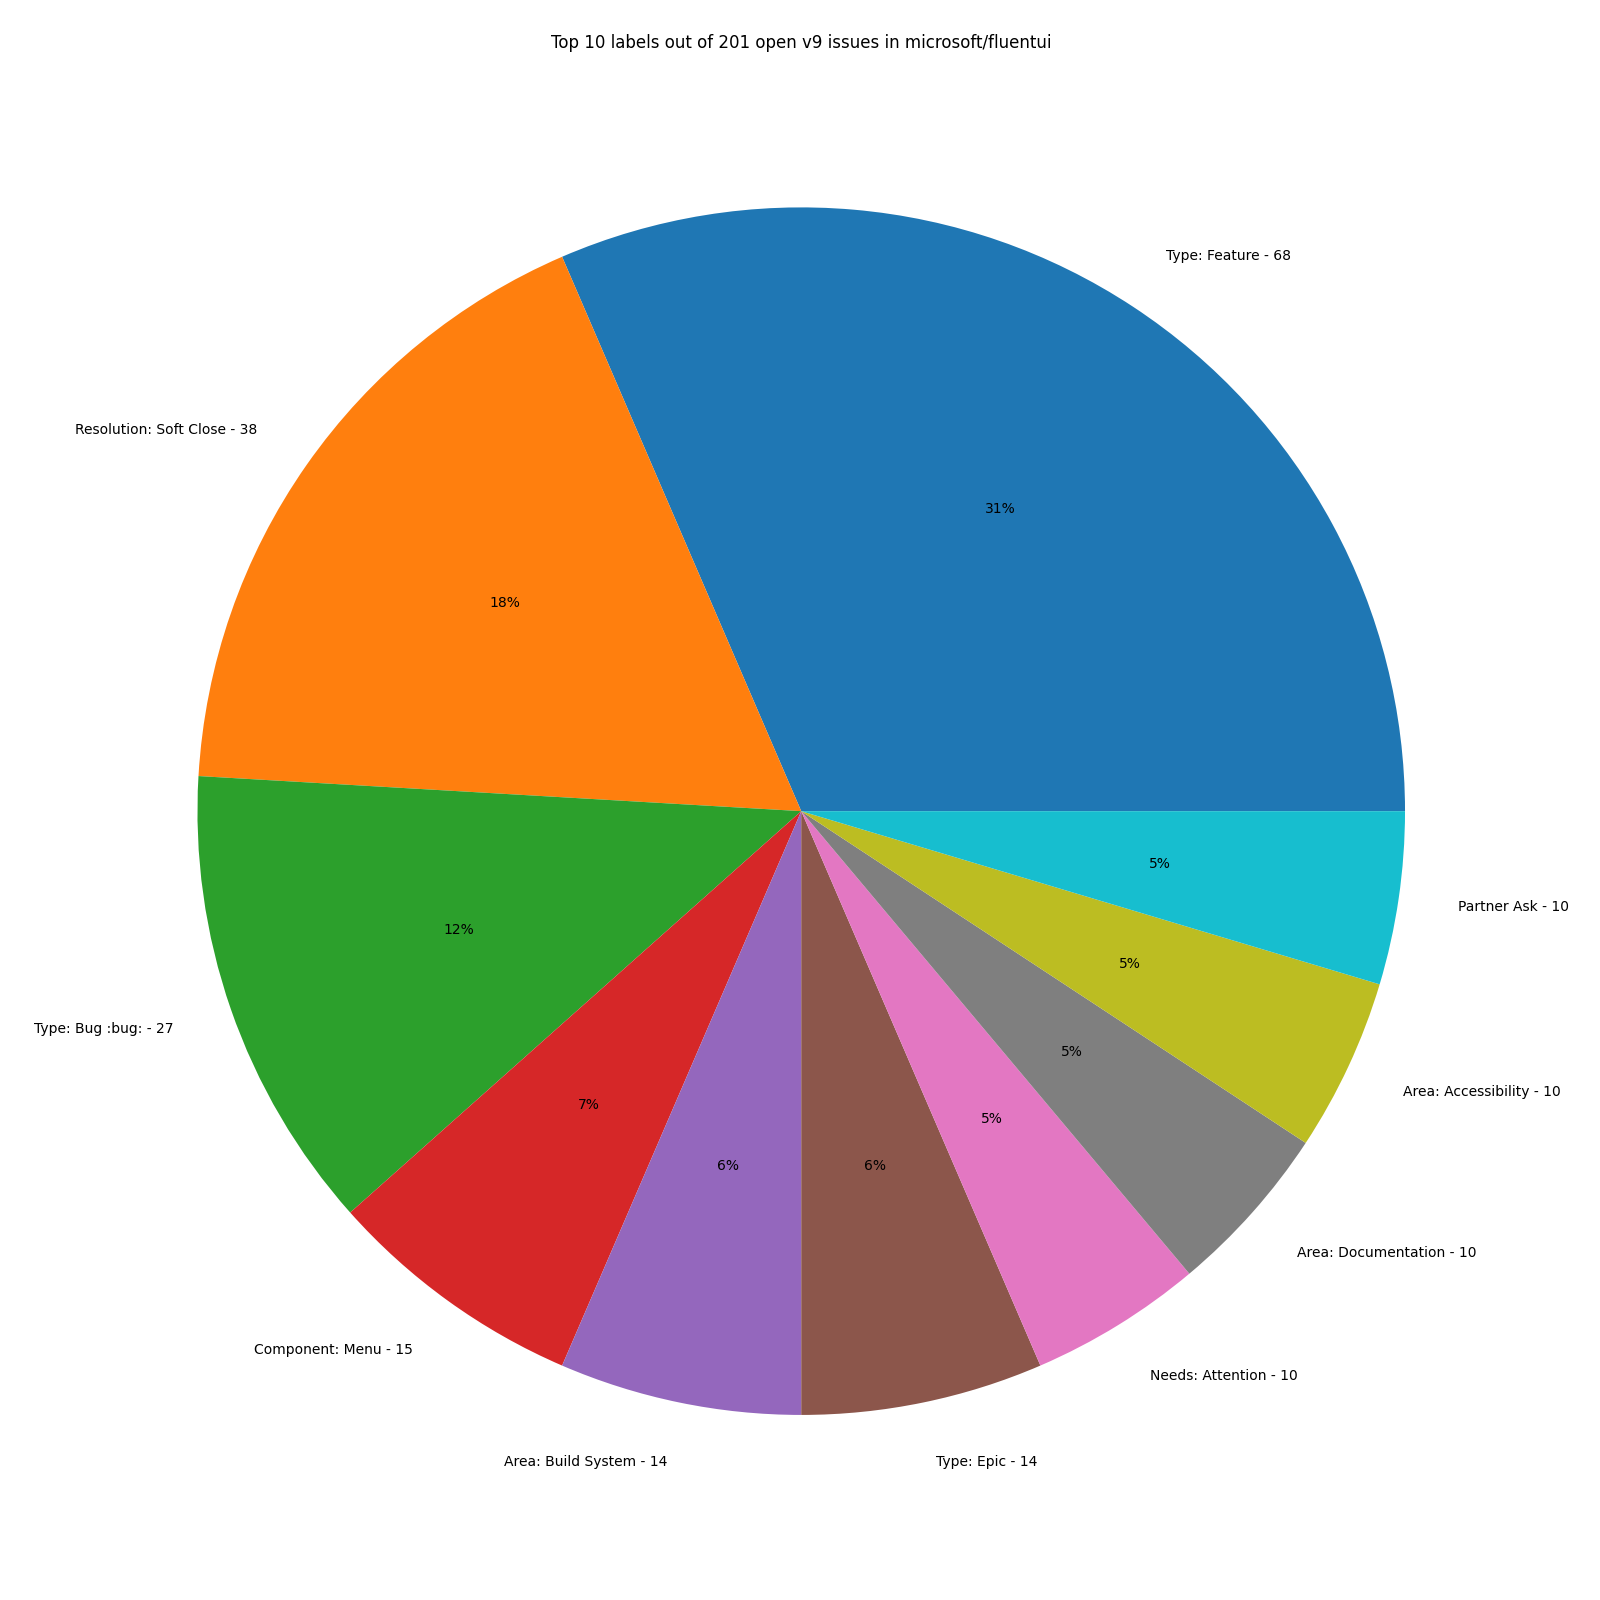 Top 10 labels out of 201 open v9 issues in microsoft/fluentui
Type: Feature - 68
31%
Resolution: Soft Close - 38
18%
Type: Bug :bug: - 27
12%
Component: Menu - 15
7%
Area: Build System - 14
6%
Type: Epic - 14
6%
Needs: Attention - 10
5%
Area: Documentation - 10
5%
Area: Accessibility - 10
5%
Partner Ask - 10
5%